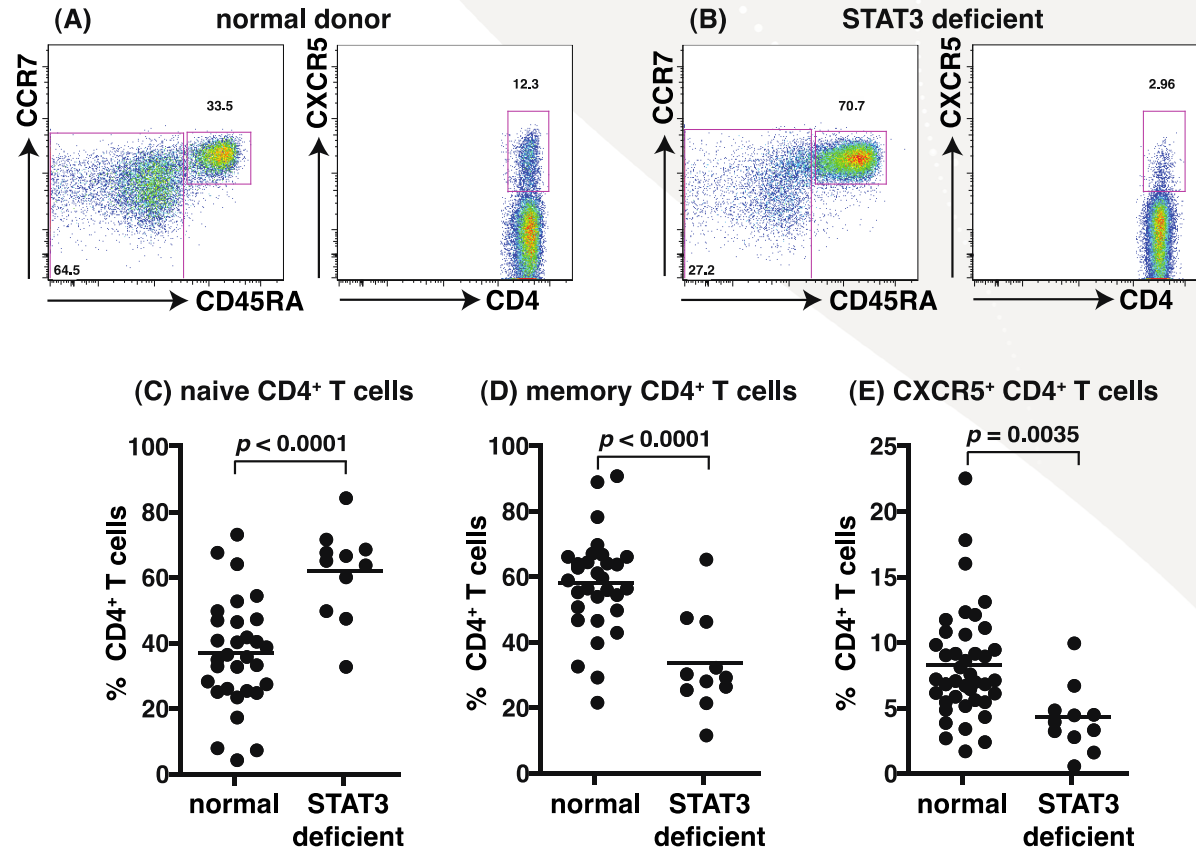 (A) normal donor
CCR7
33.5
64.5
CD45RA
CXCR5
12.3
CD4
(B) STAT3 deficient
CCR7
70.7
27.2
CD45RA
CXCR5
2.96
CD4
(C) naive CD4⁺ T cells
p < 0.0001
% CD4⁺ T cells
100
80
60
40
20
0
normal
STAT3
deficient
(D) memory CD4⁺ T cells
p < 0.0001
% CD4⁺ T cells
100
80
60
40
20
0
normal
STAT3
deficient
(E) CXCR5⁺ CD4⁺ T cells
p = 0.0035
% CD4⁺ T cells
25
20
15
10
5
0
normal
STAT3
deficient